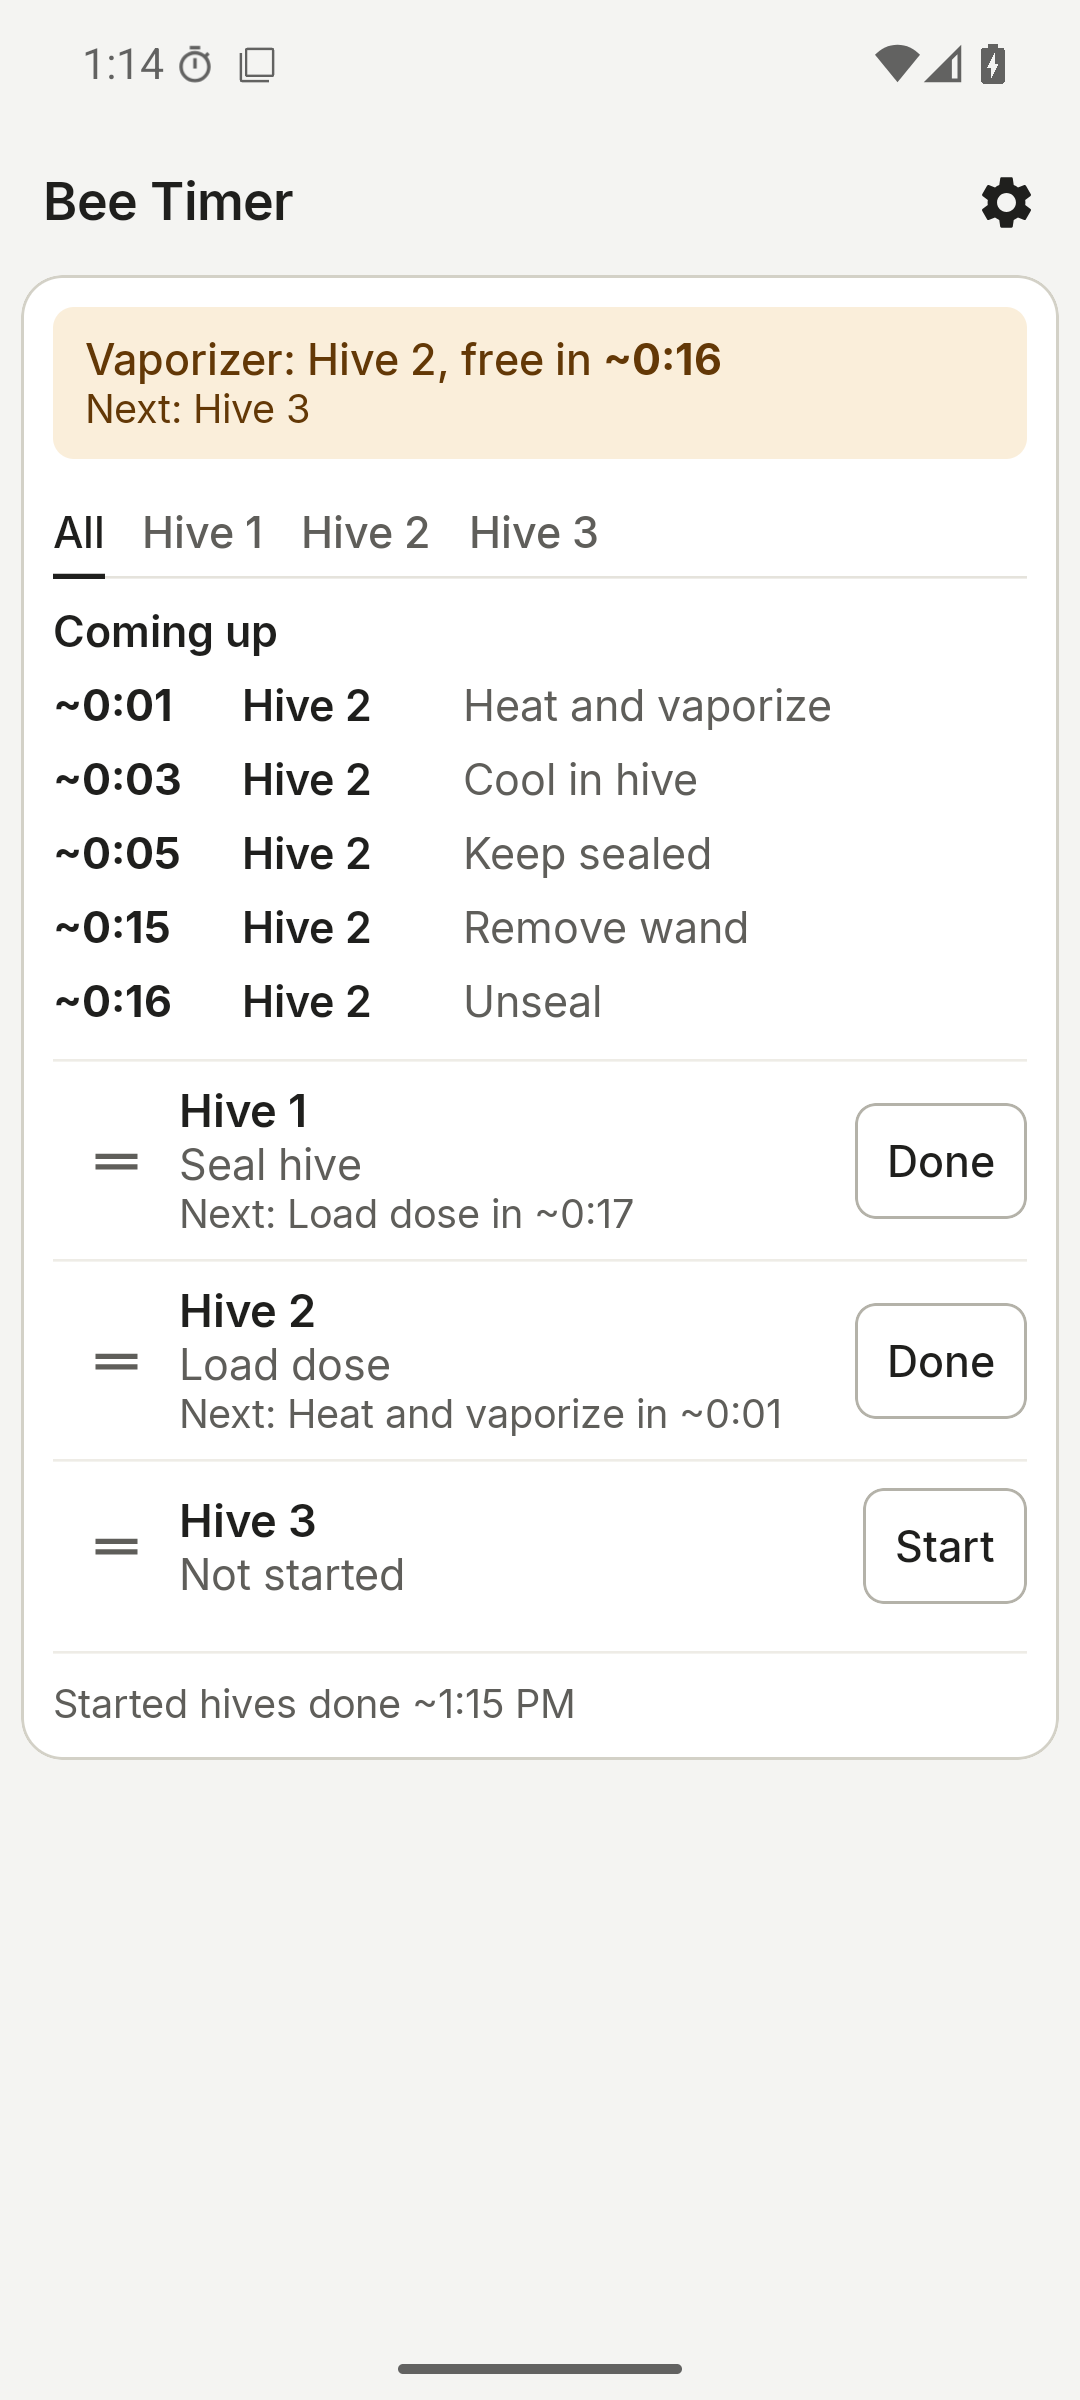 1:14
Bee Timer
Vaporizer: Hive 2, free in ~0:16
Next: Hive 3
All Hive 1 Hive 2 Hive 3
Coming up
~0:01 Hive 2 Heat and vaporize
~0:03 Hive 2 Cool in hive
~0:05 Hive 2 Keep sealed
~0:15 Hive 2 Remove wand
~0:16 Hive 2 Unseal
Hive 1
Seal hive
Next: Load dose in ~0:17
Done
Hive 2
Load dose
Next: Heat and vaporize in ~0:01
Done
Hive 3
Not started
Start
Started hives done ~1:15 PM